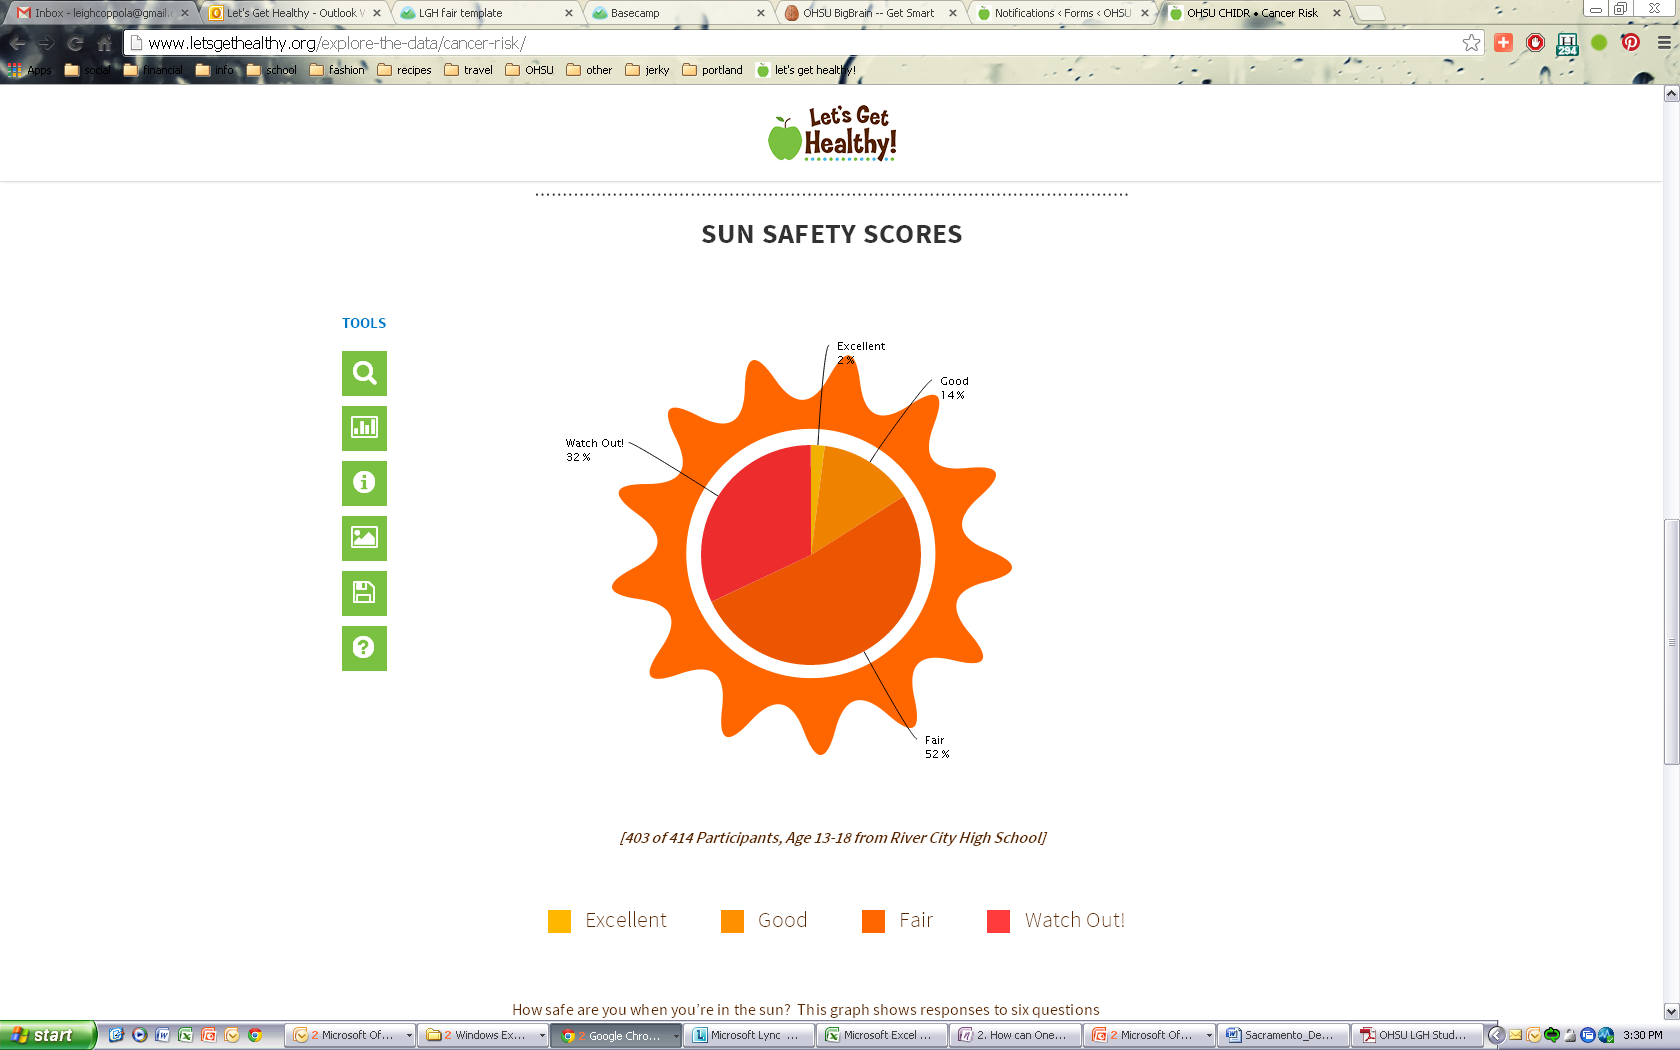 Inbox - leighcoppola@gmail.c
Let's Get Healthy - Outlook
LGH fair template
Basecamp
OHSU BigBrain -- Get Smart
Notifications ‹ Forms ‹ OHSU
OHSU CHIDR • Cancer Risk
www.letsgethealthy.org/explore-the-data/cancer-risk/
294
Apps
social
financial
info
school
fashion
recipes
travel
OHSU
other
jerky
portland
let's get healthy!
Let's Get
Healthy!
SUN SAFETY SCORES
TOOLS
Excellent
2%
Good
14%
Watch Out!
32%
Fair
52%
[403 of 414 Participants, Age 13-18 from River City High School]
Excellent
Good
Fair
Watch Out!
How safe are you when you're in the sun? This graph shows responses to six questions
start
2 Microsoft Of...
2 Windows Ex...
2 Google Chro...
Microsoft Lync ...
Microsoft Excel ...
2. How can One...
2 Microsoft Of...
Sacramento_De...
OHSU LGH Stud...
3:30 PM